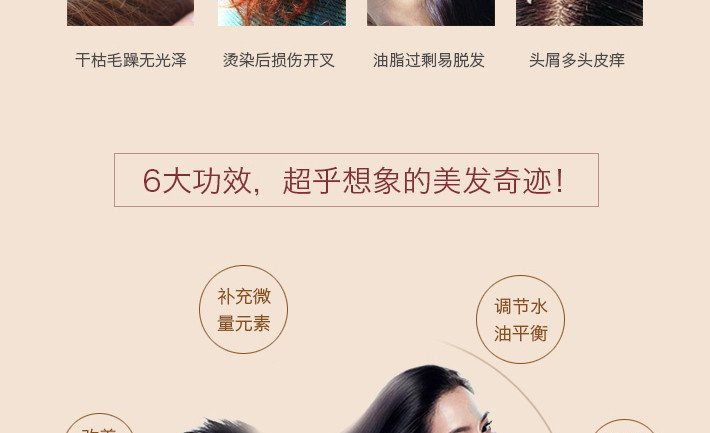 干枯毛躁无光泽
烫染后损伤开叉
油脂过剩易脱发
头屑多头皮痒
6大功效，超乎想象的美发奇迹！
补充微
量元素
调节水
油平衡